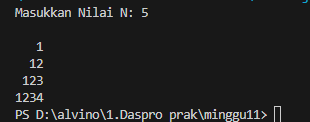 Masukkan Nilai N: 5
1
12
123
1234
PS D:\alvino\1.Daspro prak\minggu11>